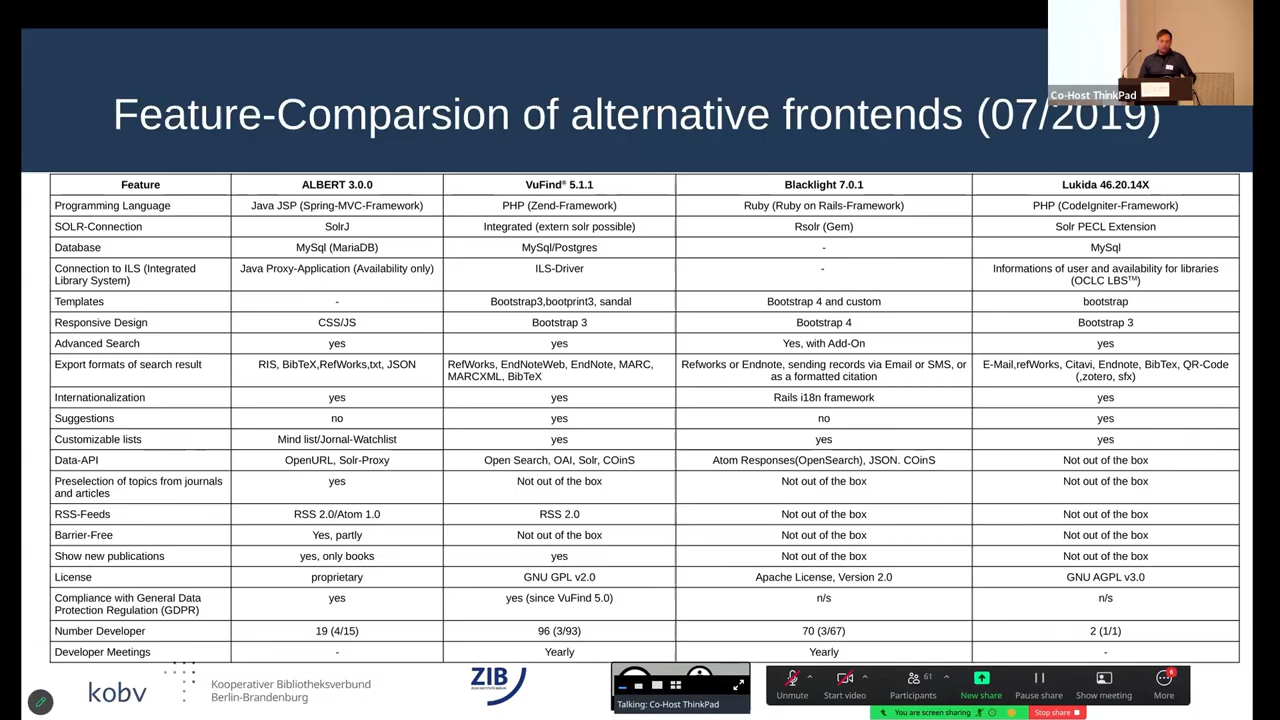 Co-Host ThinkPad
Feature-Comparsion of alternative frontends (07/2019)
Feature ALBERT 3.0.0 VuFind® 5.1.1 Blacklight 7.0.1 Lukida 46.20.14X
Programming Language Java JSP (Spring-MVC-Framework) PHP (Zend-Framework) Ruby (Ruby on Rails-Framework) PHP (CodeIgniter-Framework)
SOLR-Connection SolrJ Integrated (extern solr possible) Rsolr (Gem) Solr PECL Extension
Database MySql (MariaDB) MySql/Postgres - MySql
Connection to ILS (Integrated Library System) Java Proxy-Application (Availability only) ILS-Driver - Informations of user and availability for libraries (OCLC LBS™)
Templates - Bootstrap3,bootprint3, sandal Bootstrap 4 and custom bootstrap
Responsive Design CSS/JS Bootstrap 3 Bootstrap 4 Bootstrap 3
Advanced Search yes yes Yes, with Add-On yes
Export formats of search result RIS, BibTeX,RefWorks,txt, JSON RefWorks, EndNoteWeb, EndNote, MARC, MARCXML, BibTeX Refworks or Endnote, sending records via Email or SMS, or as a formatted citation E-Mail,refWorks, Citavi, Endnote, BibTex, QR-Code (,zotero, sfx)
Internationalization yes yes Rails i18n framework yes
Suggestions no yes no yes
Customizable lists Mind list/Jornal-Watchlist yes yes yes
Data-API OpenURL, Solr-Proxy Open Search, OAI, Solr, COinS Atom Responses(OpenSearch), JSON. COinS Not out of the box
Preselection of topics from journals and articles yes Not out of the box Not out of the box Not out of the box
RSS-Feeds RSS 2.0/Atom 1.0 RSS 2.0 Not out of the box Not out of the box
Barrier-Free Yes, partly Not out of the box Not out of the box Not out of the box
Show new publications yes, only books yes Not out of the box Not out of the box
License proprietary GNU GPL v2.0 Apache License, Version 2.0 GNU AGPL v3.0
Compliance with General Data Protection Regulation (GDPR) yes yes (since VuFind 5.0) n/s n/s
Number Developer 19 (4/15) 96 (3/93) 70 (3/67) 2 (1/1)
Developer Meetings - Yearly Yearly -
kobv Kooperativer Bibliotheksverbund
Berlin-Brandenburg
ZIB
Talking: Co-Host ThinkPad
61
6
Unmute Start video Participants New share Pause share Show meeting More
You are screen sharing Stop share